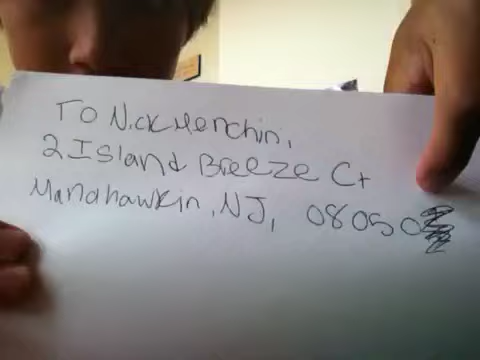 To Nick Menchin,
2 Island Breeze Ct
Manahawkin, NJ, 08050